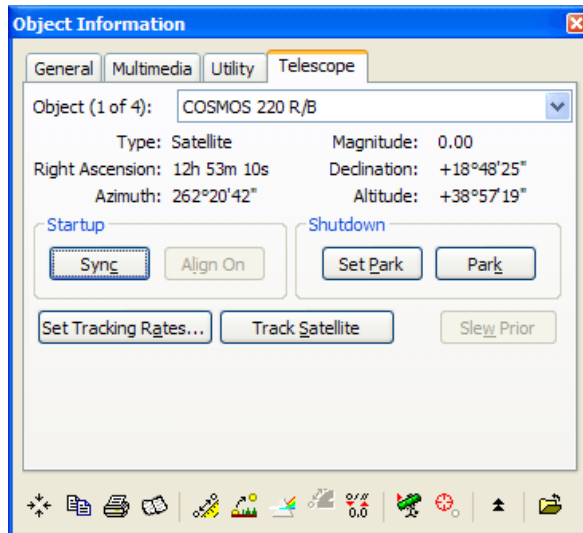 Object Information
General Multimedia Utility Telescope
Object (1 of 4): COSMOS 220 R/B
Type: Satellite Magnitude: 0.00
Right Ascension: 12h 53m 10s Declination: +18°48'25"
Azimuth: 262°20'42" Altitude: +38°57'19"
Startup Shutdown
Sync Align On Set Park Park
Set Tracking Rates... Track Satellite Slew Prior
0.0